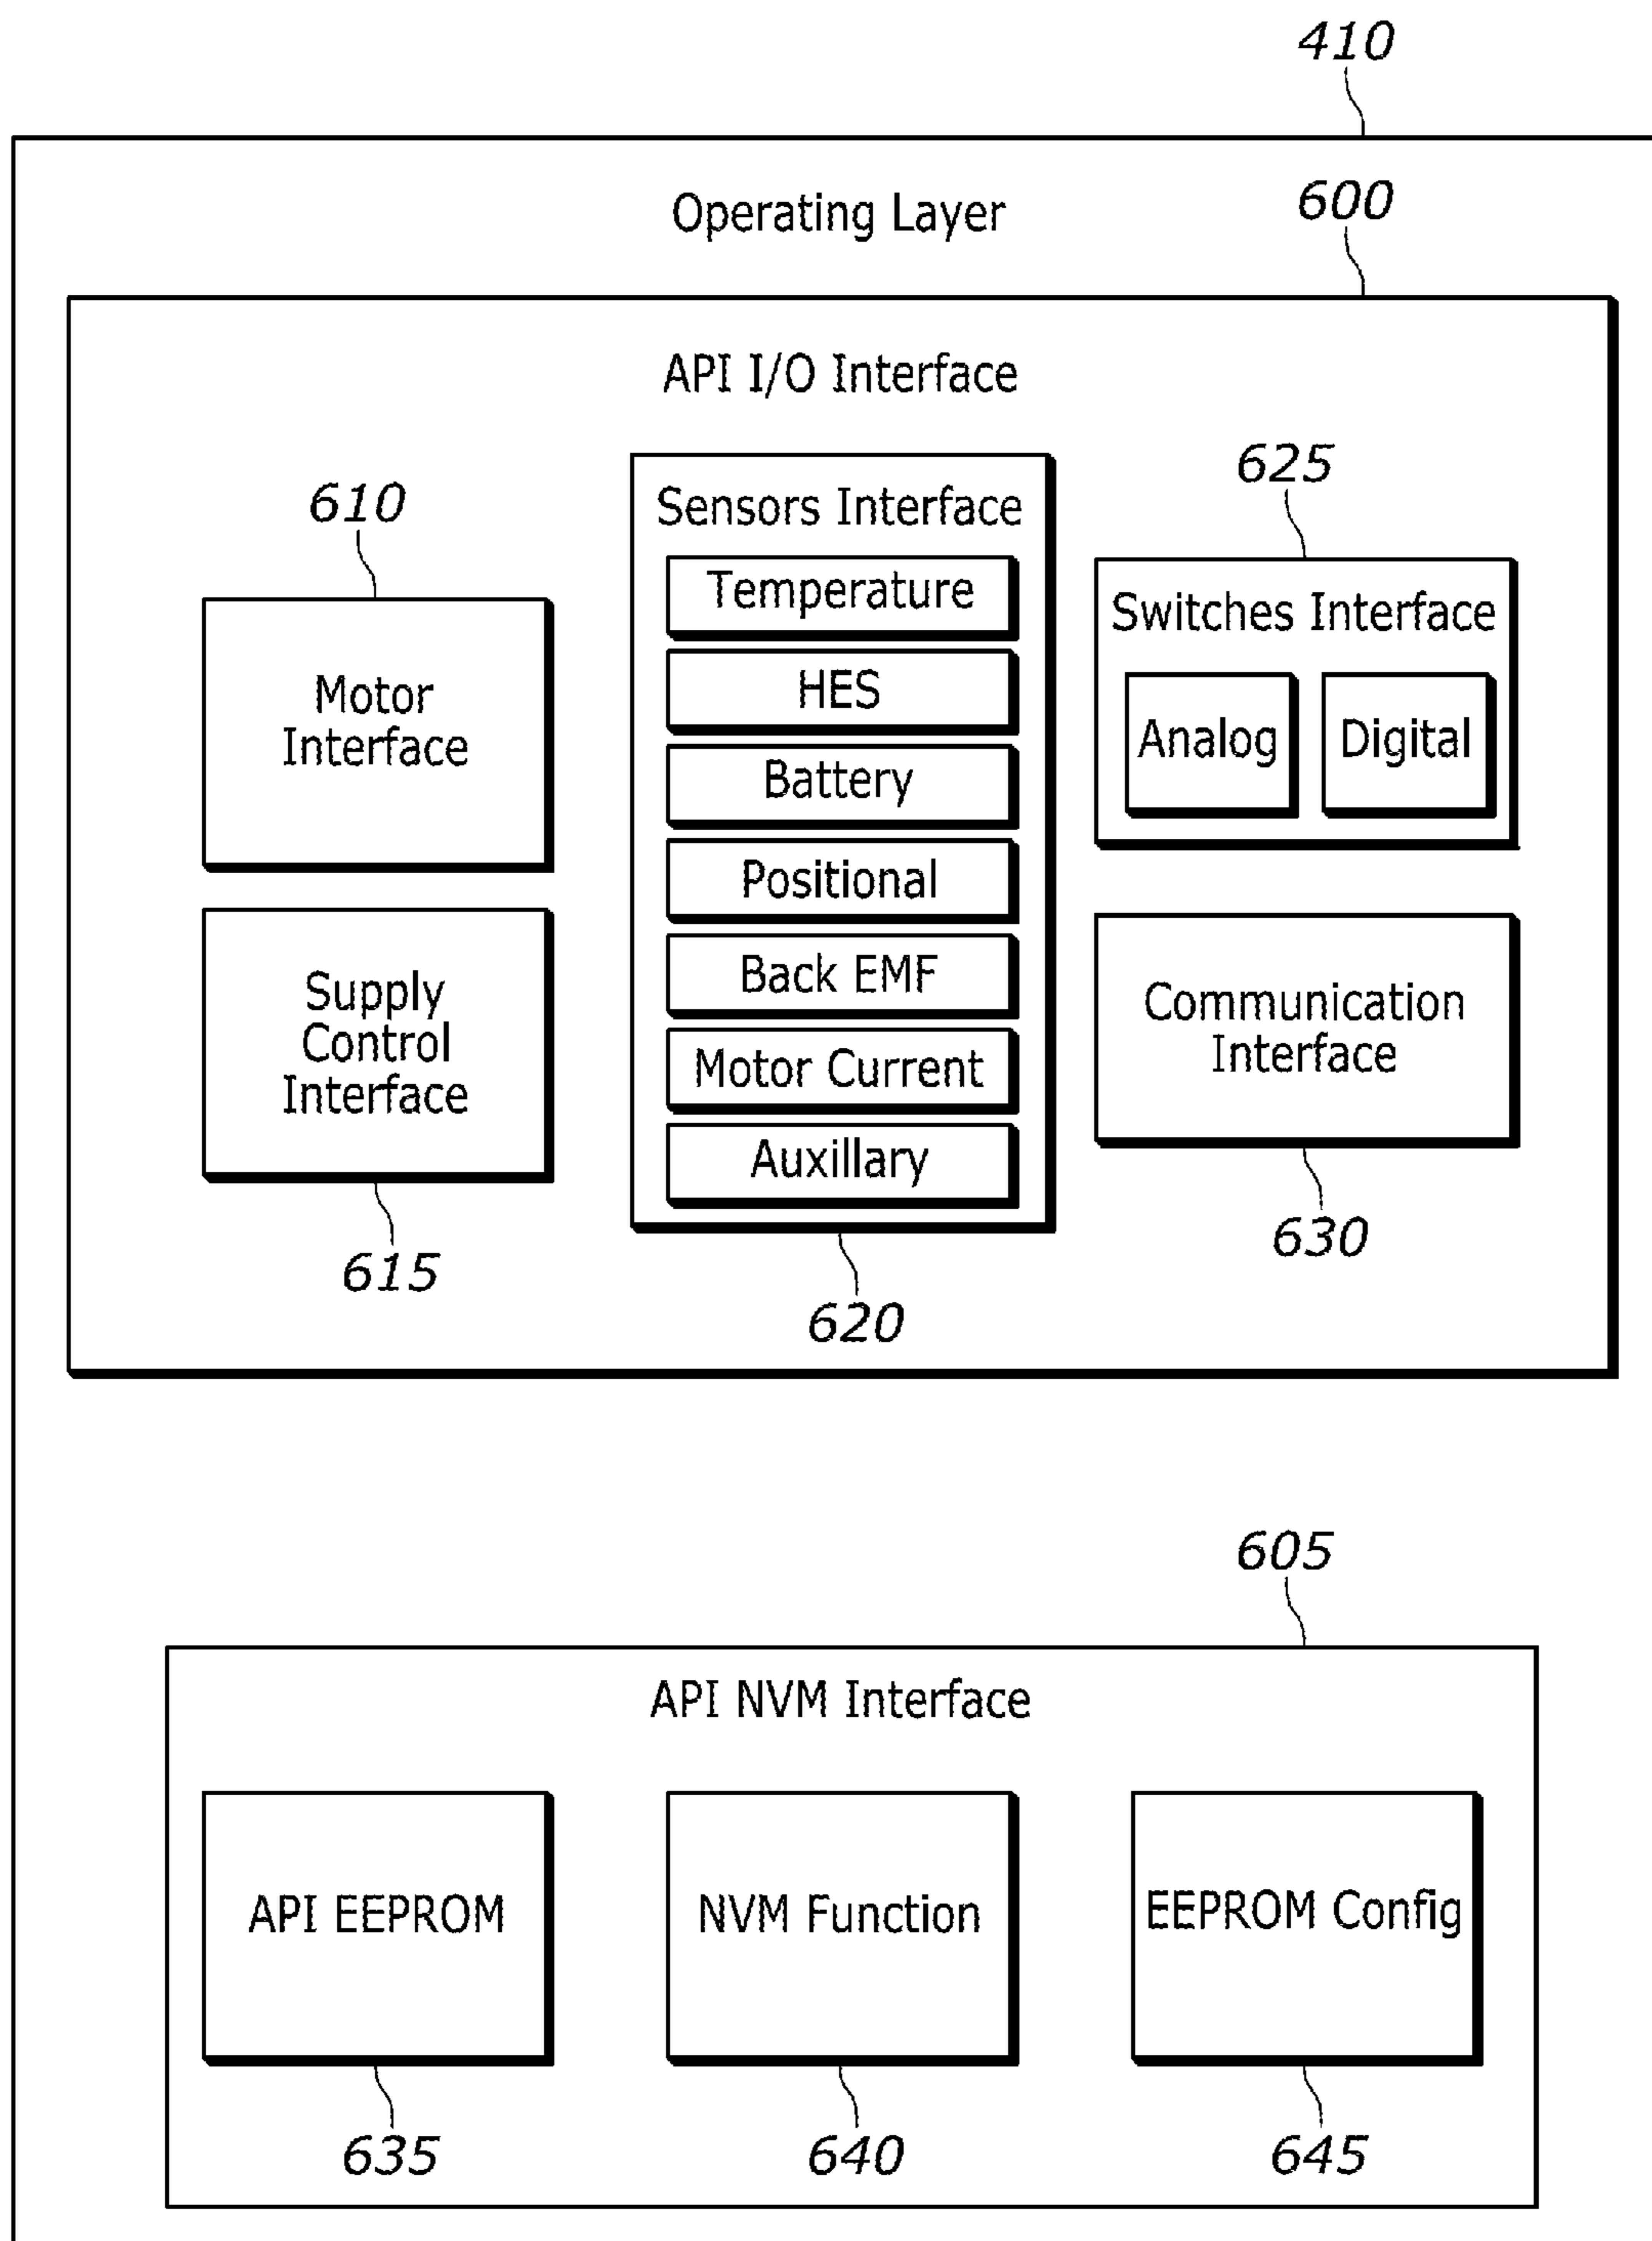 410
Operating Layer
600
API I/O Interface
610
Motor
Interface
Supply
Control
Interface
615
Sensors Interface
Temperature
HES
Battery
Positional
Back EMF
Motor Current
Auxillary
620
625
Switches Interface
Analog
Digital
Communication
Interface
630
605
API NVM Interface
API EEPROM
NVM Function
EEPROM Config
635
640
645